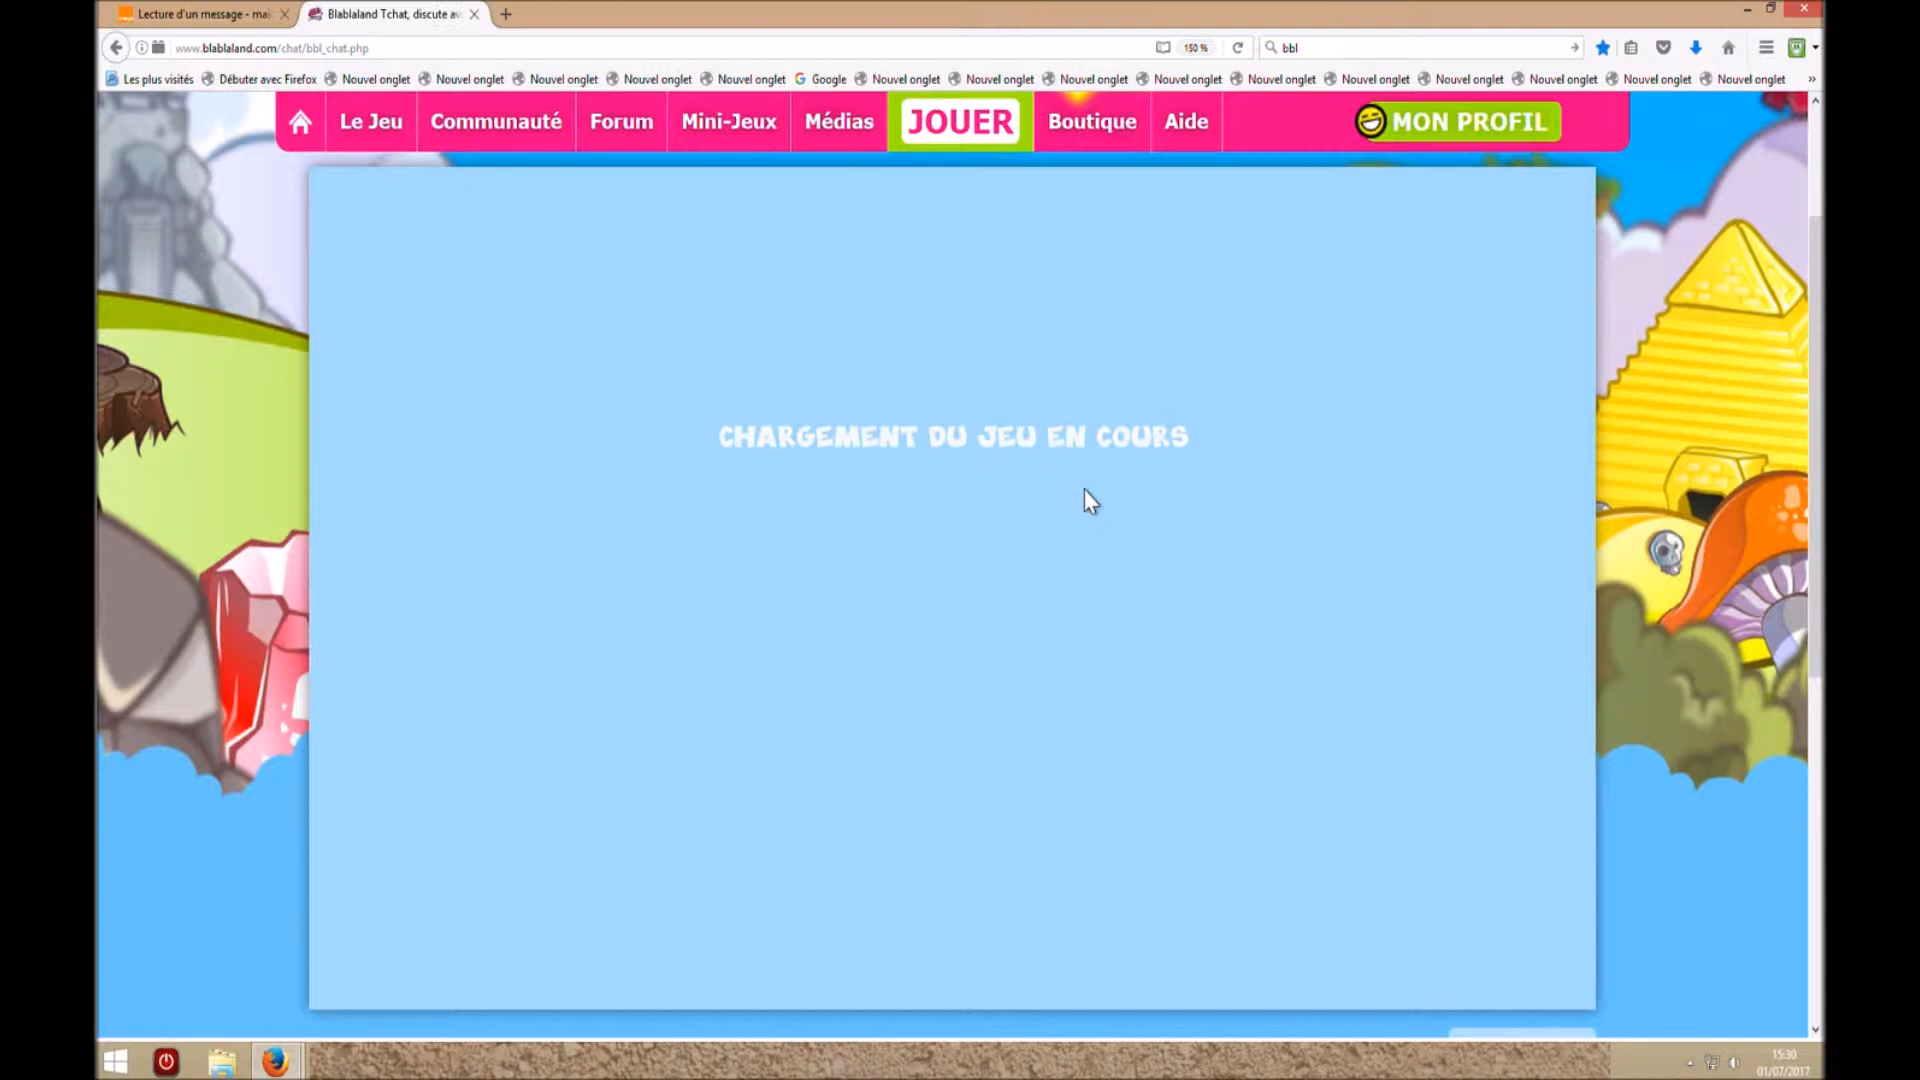 Lecture d'un message - mai
Blablaland Tchat, discute av
www.blablaland.com/chat/bbl_chat.php
150 %
bbl
Les plus visités
Débuter avec Firefox
Nouvel onglet
Nouvel onglet
Nouvel onglet
Nouvel onglet
Nouvel onglet
Google
Nouvel onglet
Nouvel onglet
Nouvel onglet
Nouvel onglet
Nouvel onglet
Nouvel onglet
Nouvel onglet
Nouvel onglet
Nouvel onglet
Nouvel onglet
Le Jeu
Communauté
Forum
Mini-Jeux
Médias
JOUER
Boutique
Aide
MON PROFIL
CHARGEMENT DU JEU EN COURS
15:30
01/07/2017